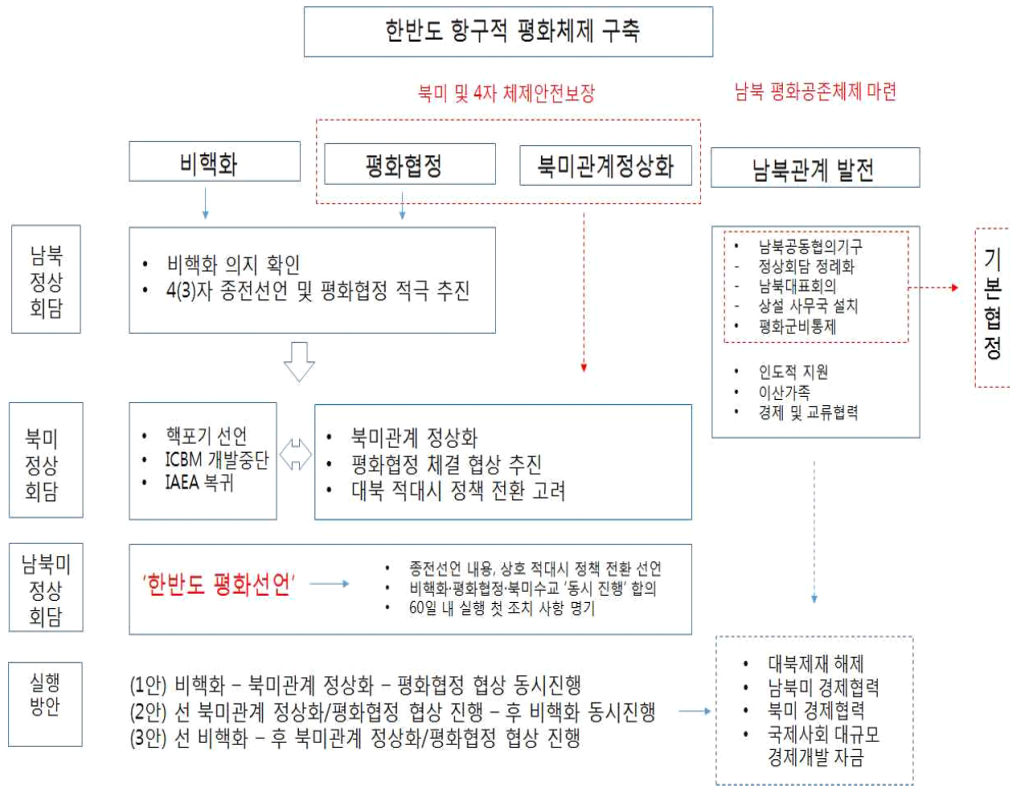 한반도 항구적 평화체제 구축
북미 및 4자 체제안전보장
남북 평화공존체제 마련
비핵화
평화협정
북미관계정상화
남북관계 발전
남북
정상
회담
• 비핵화 의지 확인
• 4(3)자 종전선언 및 평화협정 적극 추진
• 남북공동협의기구
- 정상회담 정례화
- 남북대표회의
- 상설 사무국 설치
• 평화군비통제
• 인도적 지원
• 이산가족
• 경제 및 교류협력
기
본
협
정
북미
정상
회담
• 핵포기 선언
• ICBM 개발중단
• IAEA 복귀
• 북미관계 정상화
• 평화협정 체결 협상 추진
• 대북 적대시 정책 전환 고려
남북미
정상
회담
'한반도 평화선언'
• 종전선언 내용, 상호 적대시 정책 전환 선언
• 비핵화·평화협정·북미수교 '동시 진행' 합의
• 60일 내 실행 첫 조치 사항 명기
실행
방안
(1안) 비핵화 – 북미관계 정상화 – 평화협정 협상 동시진행
(2안) 선 북미관계 정상화/평화협정 협상 진행 – 후 비핵화 동시진행
(3안) 선 비핵화 – 후 북미관계 정상화/평화협정 협상 진행
• 대북제재 해제
• 남북미 경제협력
• 북미 경제협력
• 국제사회 대규모
경제개발 자금